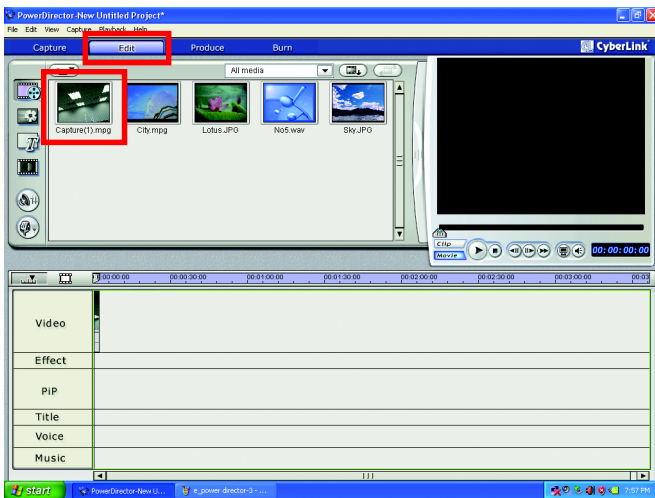 PowerDirector-New Untitled Project*
File Edit View Capture Playback Help
Capture Edit Produce Burn CyberLink
All media
Capture(1).mpg City.mpg Lotus.JPG No5.wav Sky.JPG
Clip
Movie
00:00:00:00
00:00:00 00:00:30:00 00:01:00:00 00:01:30:00 00:02:00:00 00:02:30:00 00:03:00:00 00:03
Video
Effect
PiP
Title
Voice
Music
start PowerDirector-New U... e_power director-3 - ... 7:57 PM